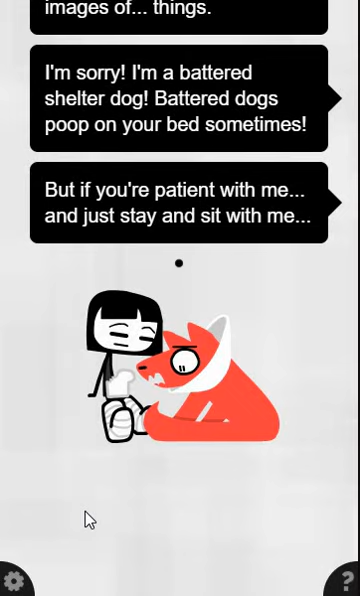 images of... things.
I'm sorry! I'm a battered
shelter dog! Battered dogs
poop on your bed sometimes!
But if you're patient with me...
and just stay and sit with me...
?